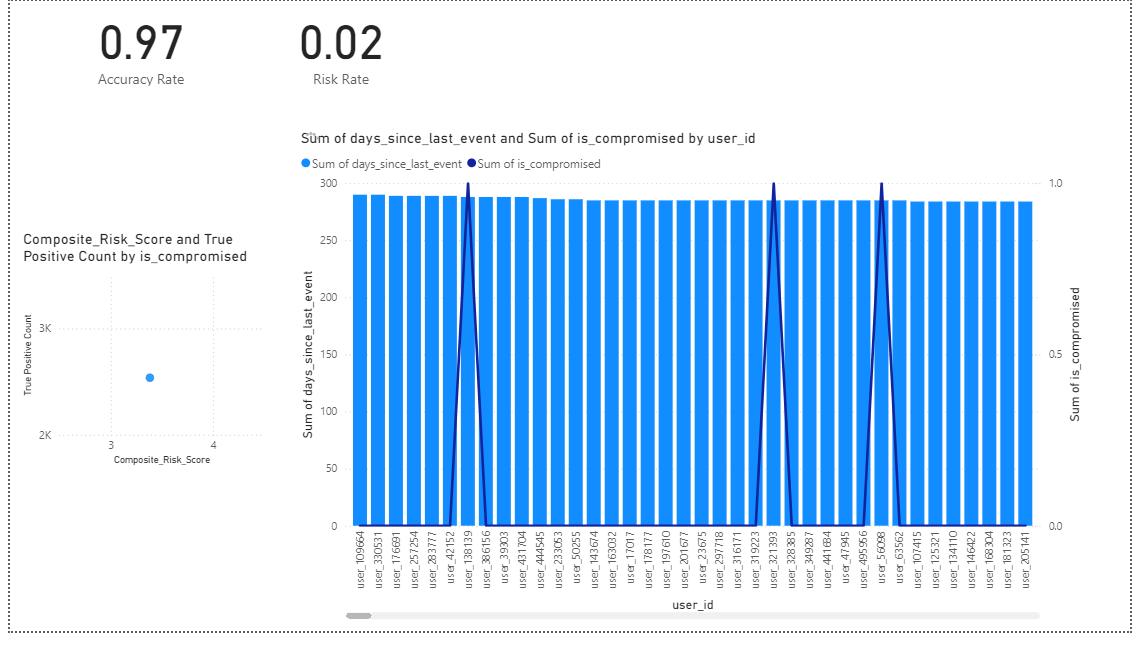 0.97
Accuracy Rate
0.02
Risk Rate
Sum of days_since_last_event and Sum of is_compromised by user_id
Sum of days_since_last_event
Sum of is_compromised
Composite_Risk_Score and True
Positive Count by is_compromised
True Positive Count
3K
2K
3
4
Composite_Risk_Score
Sum of days_since_last_event
300
250
200
150
100
50
0
1.0
0.5
0.0
Sum of is_compromised
user_109664
user_330531
user_176691
user_257254
user_283777
user_42152
user_138139
user_386156
user_39303
user_431704
user_444545
user_233063
user_50255
user_143674
user_163032
user_17017
user_178177
user_197610
user_201677
user_23675
user_297718
user_316171
user_319223
user_321393
user_328385
user_349287
user_441684
user_47945
user_495956
user_56098
user_63562
user_107415
user_125321
user_134110
user_146422
user_168304
user_181323
user_205141
user_id